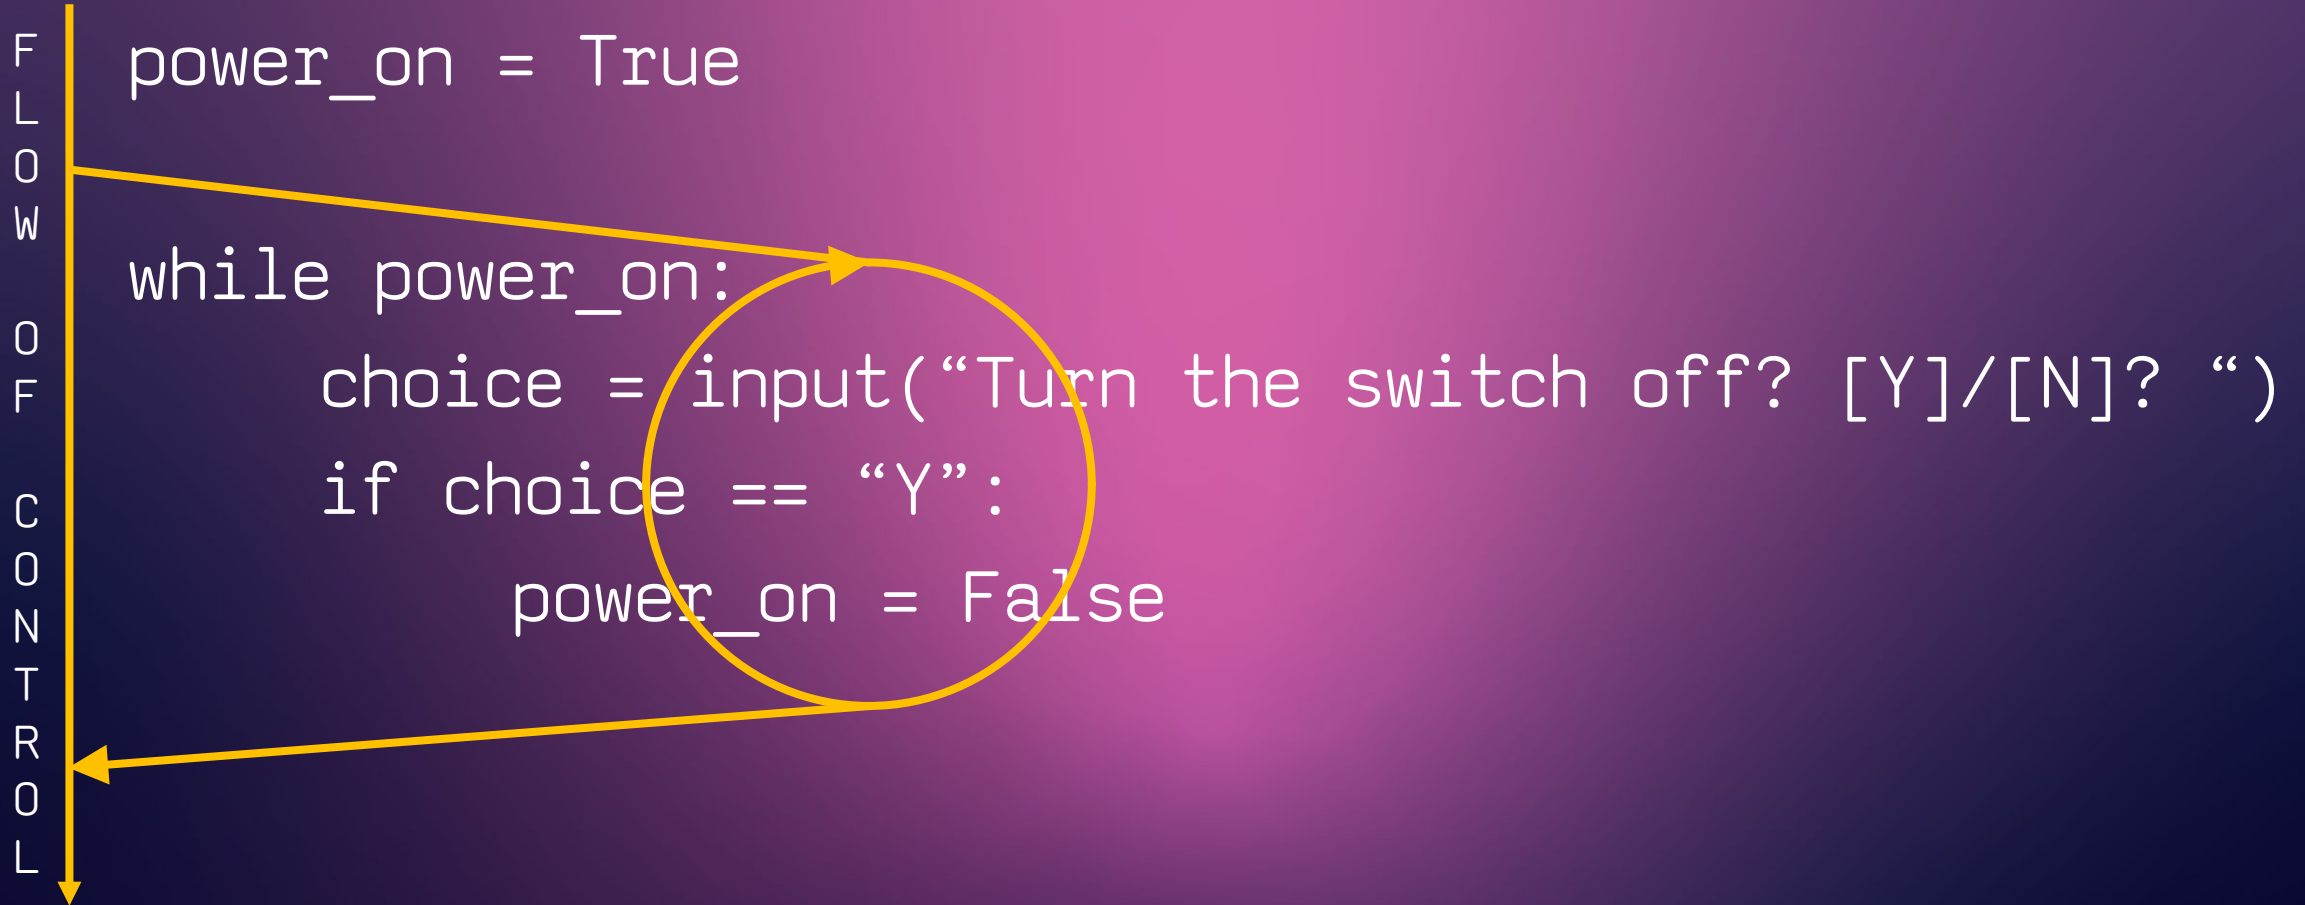 FLOW OF CONTROL
power_on = True
while power_on:
    choice = input(“Turn the switch off? [Y]/[N]? “)
    if choice == “Y”:
        power_on = False